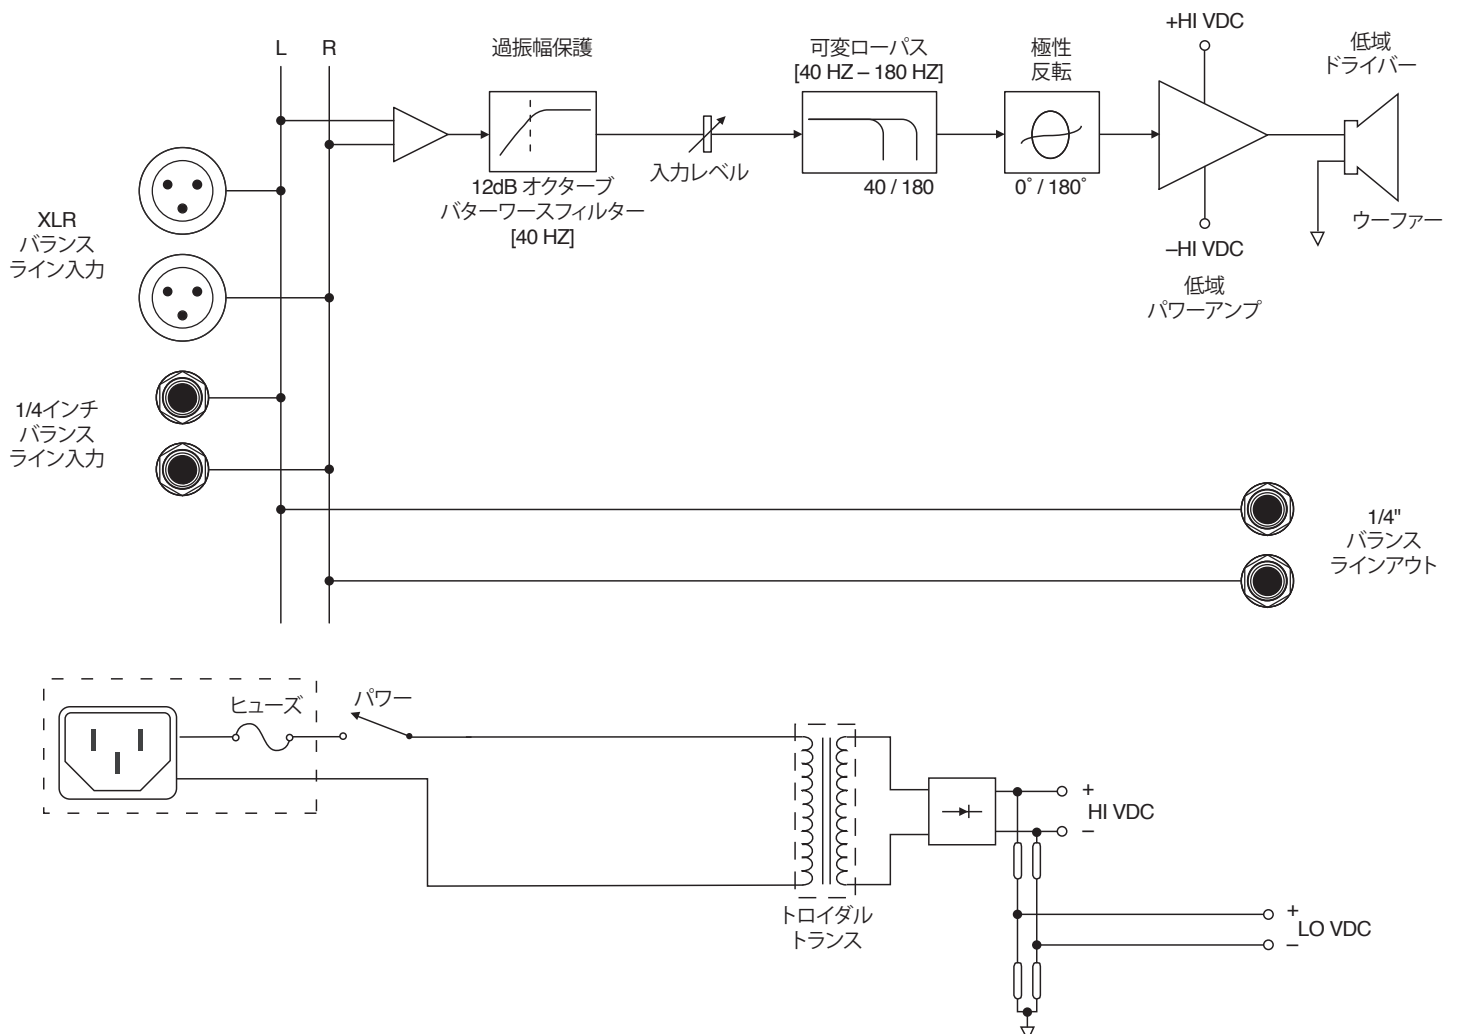 L
R
過振幅保護
12dB オクターブ
バターワースフィルター
[40 HZ]
入力レベル
可変ローパス
[40 HZ – 180 HZ]
40 / 180
極性
反転
0˚ / 180˚
+HI VDC
–HI VDC
低域
パワーアンプ
低域
ドライバー
ウーファー
XLR
バランス
ライン入力
1/4インチ
バランス
ライン入力
1/4"
バランス
ラインアウト
ヒューズ
パワー
トロイダル
トランス
+
HI VDC
–
+
LO VDC
–